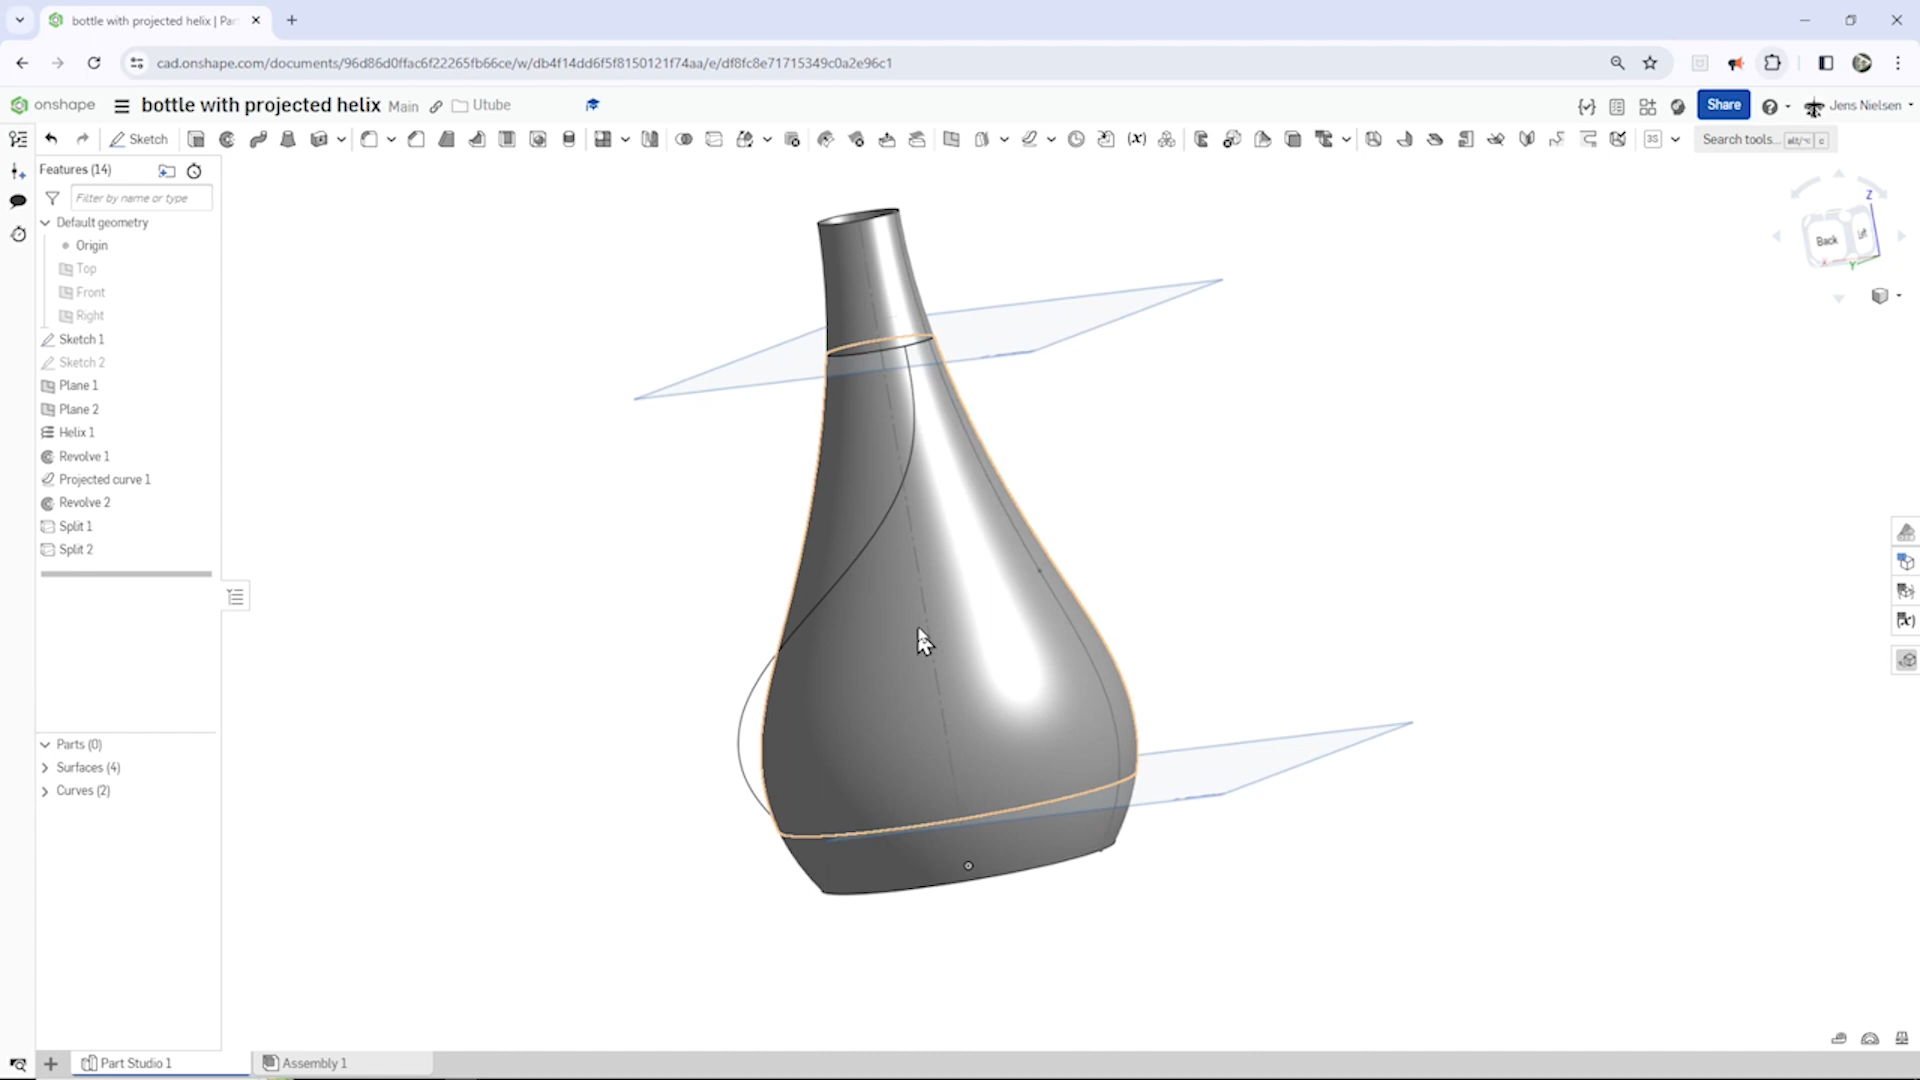 bottle with projected helix | Par
cad.onshape.com/documents/96d86d0ffac6f22265fb66ce/w/db4f14dd6f5f8150121f74aa/e/df8fc8e71715349c0a2e96c1
onshape bottle with projected helix Main Utube Share Jens Nielsen
Sketch (x) 3S Search tools... alt/⌥ c
Features (14)
Filter by name or type
Default geometry
Origin
Top
Front
Right
Sketch 1
Sketch 2
Plane 1
Plane 2
Helix 1
Revolve 1
Projected curve 1
Revolve 2
Split 1
Split 2
Parts (0)
Surfaces (4)
Curves (2)
Z
Back Left
X Y
(x)
Part Studio 1 Assembly 1